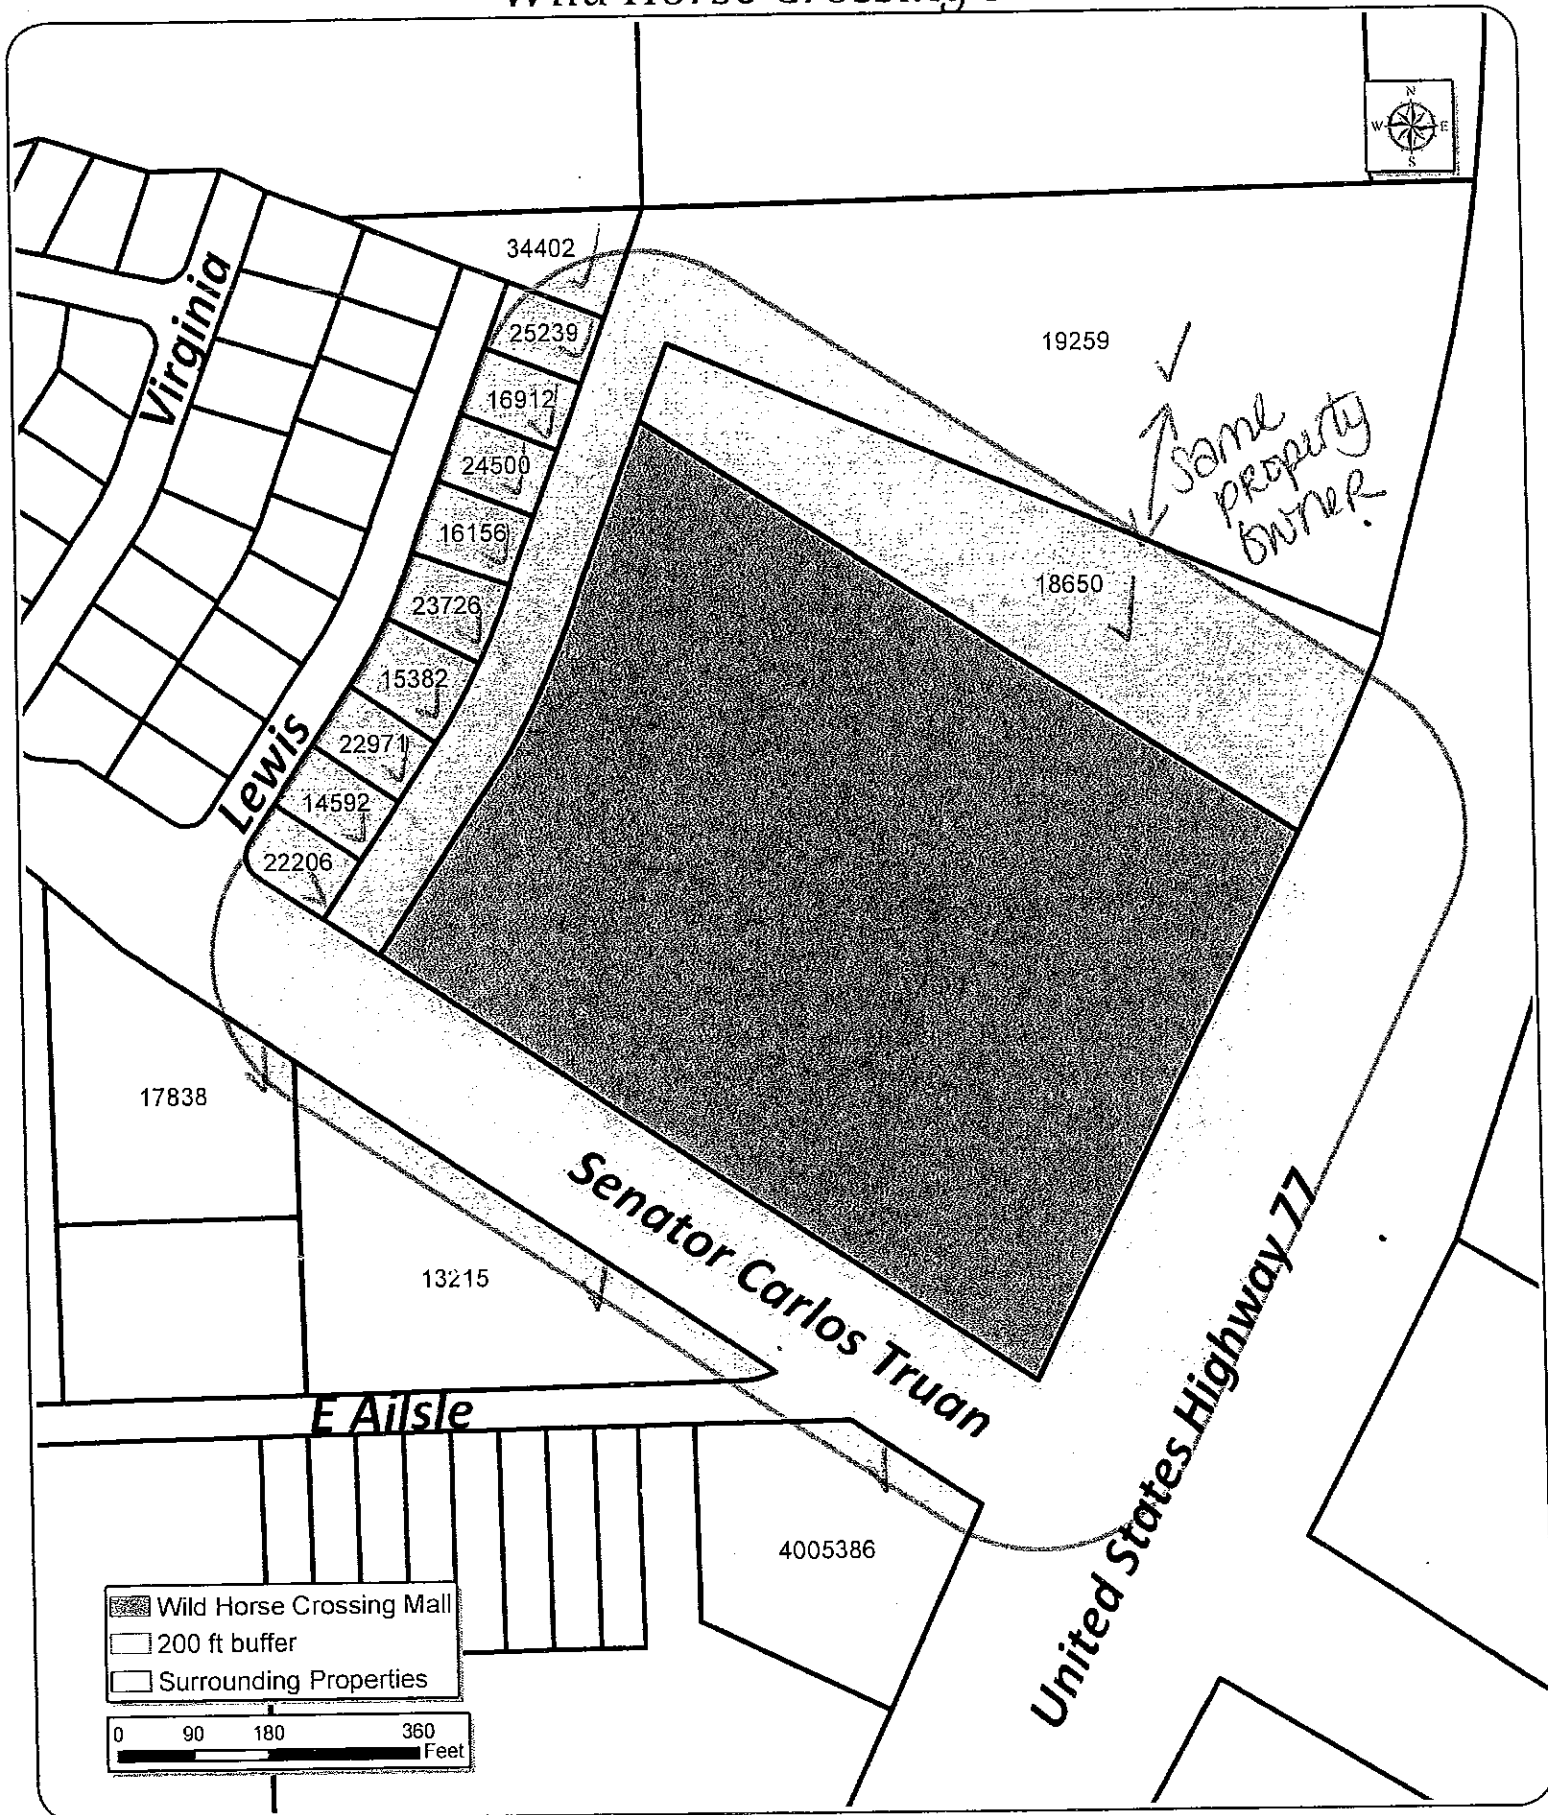 Wild Horse Crossing
N
W E
S
34402
25239
19259
16912
same
property
owner.
24500
16156
18650
23726
15382
22971
14592
22206
Virginia
Lewis
17838
13215
Senator Carlos Truan
E Ailsle
4005386
United States Highway 77
Wild Horse Crossing Mall
200 ft buffer
Surrounding Properties
0 90 180 360
Feet